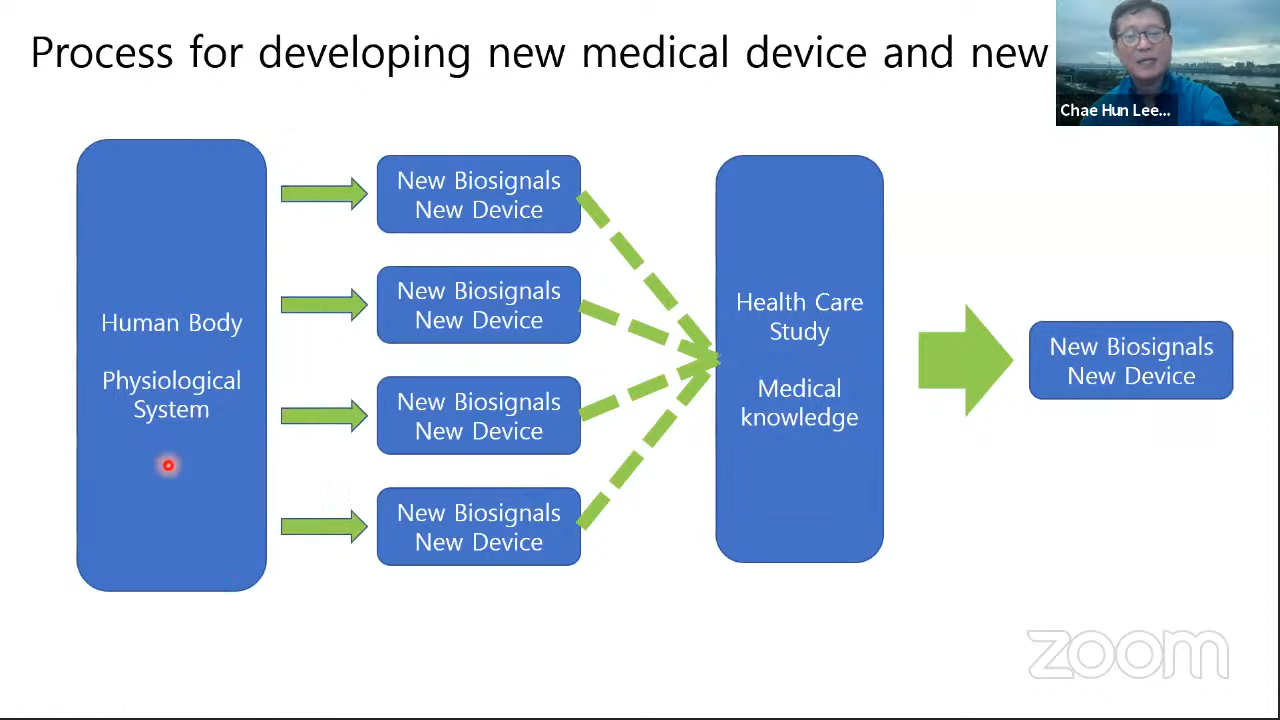 Process for developing new medical device and new
Chae Hun Lee...
Human Body
Physiological
System
New Biosignals
New Device
New Biosignals
New Device
New Biosignals
New Device
New Biosignals
New Device
Health Care
Study
Medical
knowledge
New Biosignals
New Device
zoom